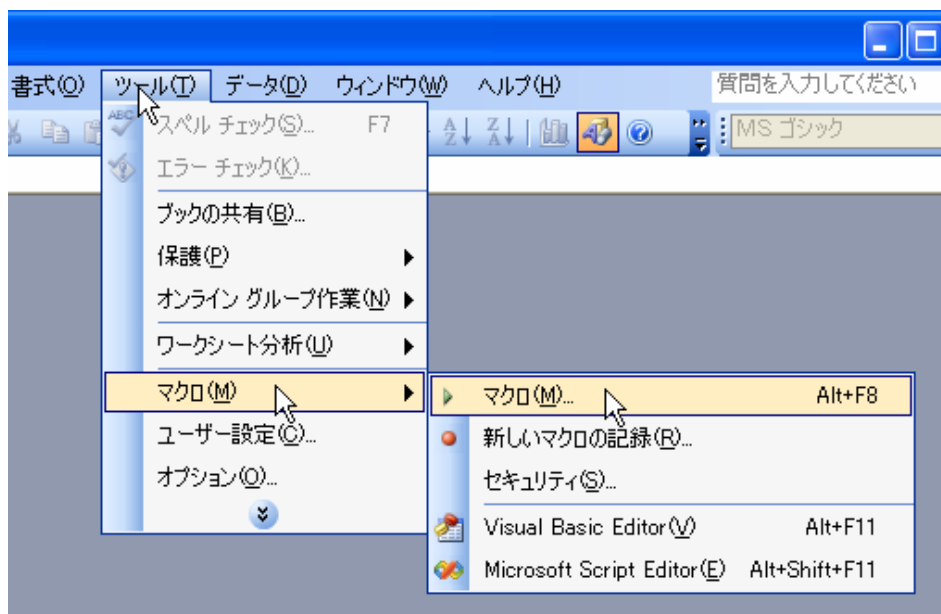 書式(O) ツール(T) データ(D) ウィンドウ(W) ヘルプ(H) 質問を入力してください
ABC スペル チェック(S)... F7
MS ゴシック
エラー チェック(K)...
ブックの共有(B)...
保護(P)
オンライン グループ作業(N)
ワークシート分析(U)
マクロ(M)
ユーザー設定(C)...
オプション(O)...
マクロ(M)... Alt+F8
新しいマクロの記録(R)...
セキュリティ(S)...
Visual Basic Editor(V) Alt+F11
Microsoft Script Editor(E) Alt+Shift+F11